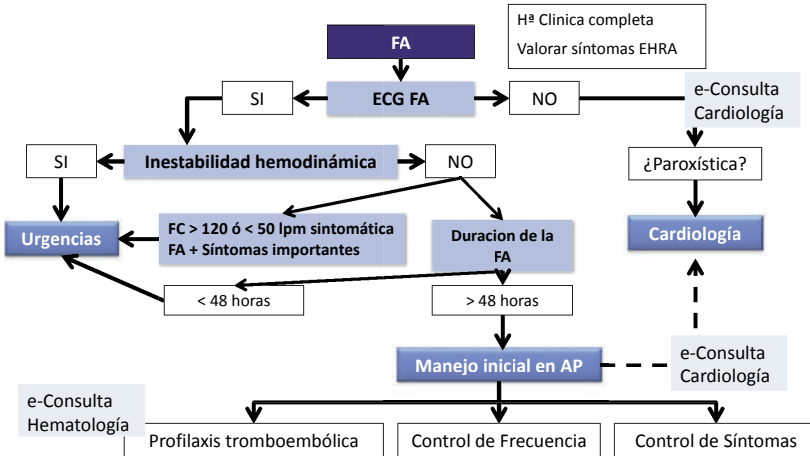 Hª Clinica completa
Valorar síntomas EHRA
FA
SI
ECG FA
NO
e-Consulta
Cardiología
SI
Inestabilidad hemodinámica
NO
¿Paroxística?
Urgencias
FC > 120 ó < 50 lpm sintomática
FA + Síntomas importantes
Duracion de la
FA
Cardiología
< 48 horas
> 48 horas
Manejo inicial en AP
e-Consulta
Cardiología
e-Consulta
Hematología
Profilaxis tromboembólica
Control de Frecuencia
Control de Síntomas